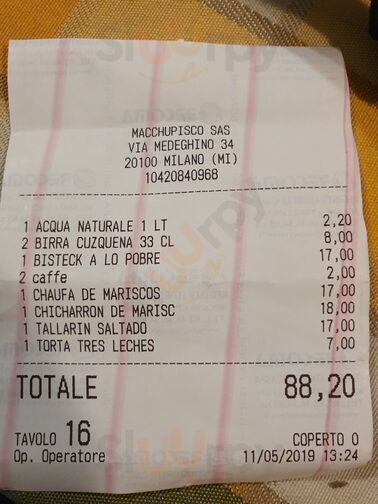 MACCHUPISCO SAS
VIA MEDEGHINO 34
20100 MILANO (MI)
10420840968
1 ACQUA NATURALE 1 LT 2,20
2 BIRRA CUZQUENA 33 CL 8,00
1 BISTECK A LO POBRE 17,00
2 caffe 2,00
1 CHAUFA DE MARISCOS 17,00
1 CHICHARRON DE MARISC 18,00
1 TALLARIN SALTADO 17,00
1 TORTA TRES LECHES 7,00
TOTALE 88,20
TAVOLO 16 COPERTO 0
Op. Operatore 11/05/2019 13:24
Sluurpy